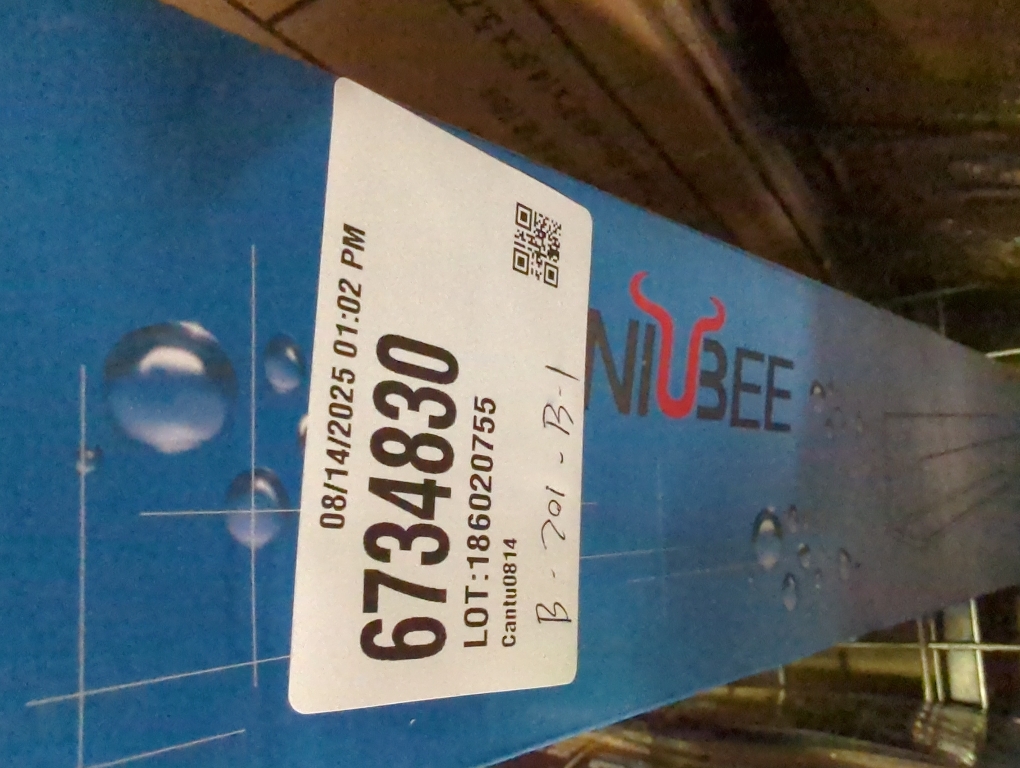 08/14/2025 01:02 PM
6734830
LOT:186020755
Cantu0814
B - 201 - B-1
NIUBEE